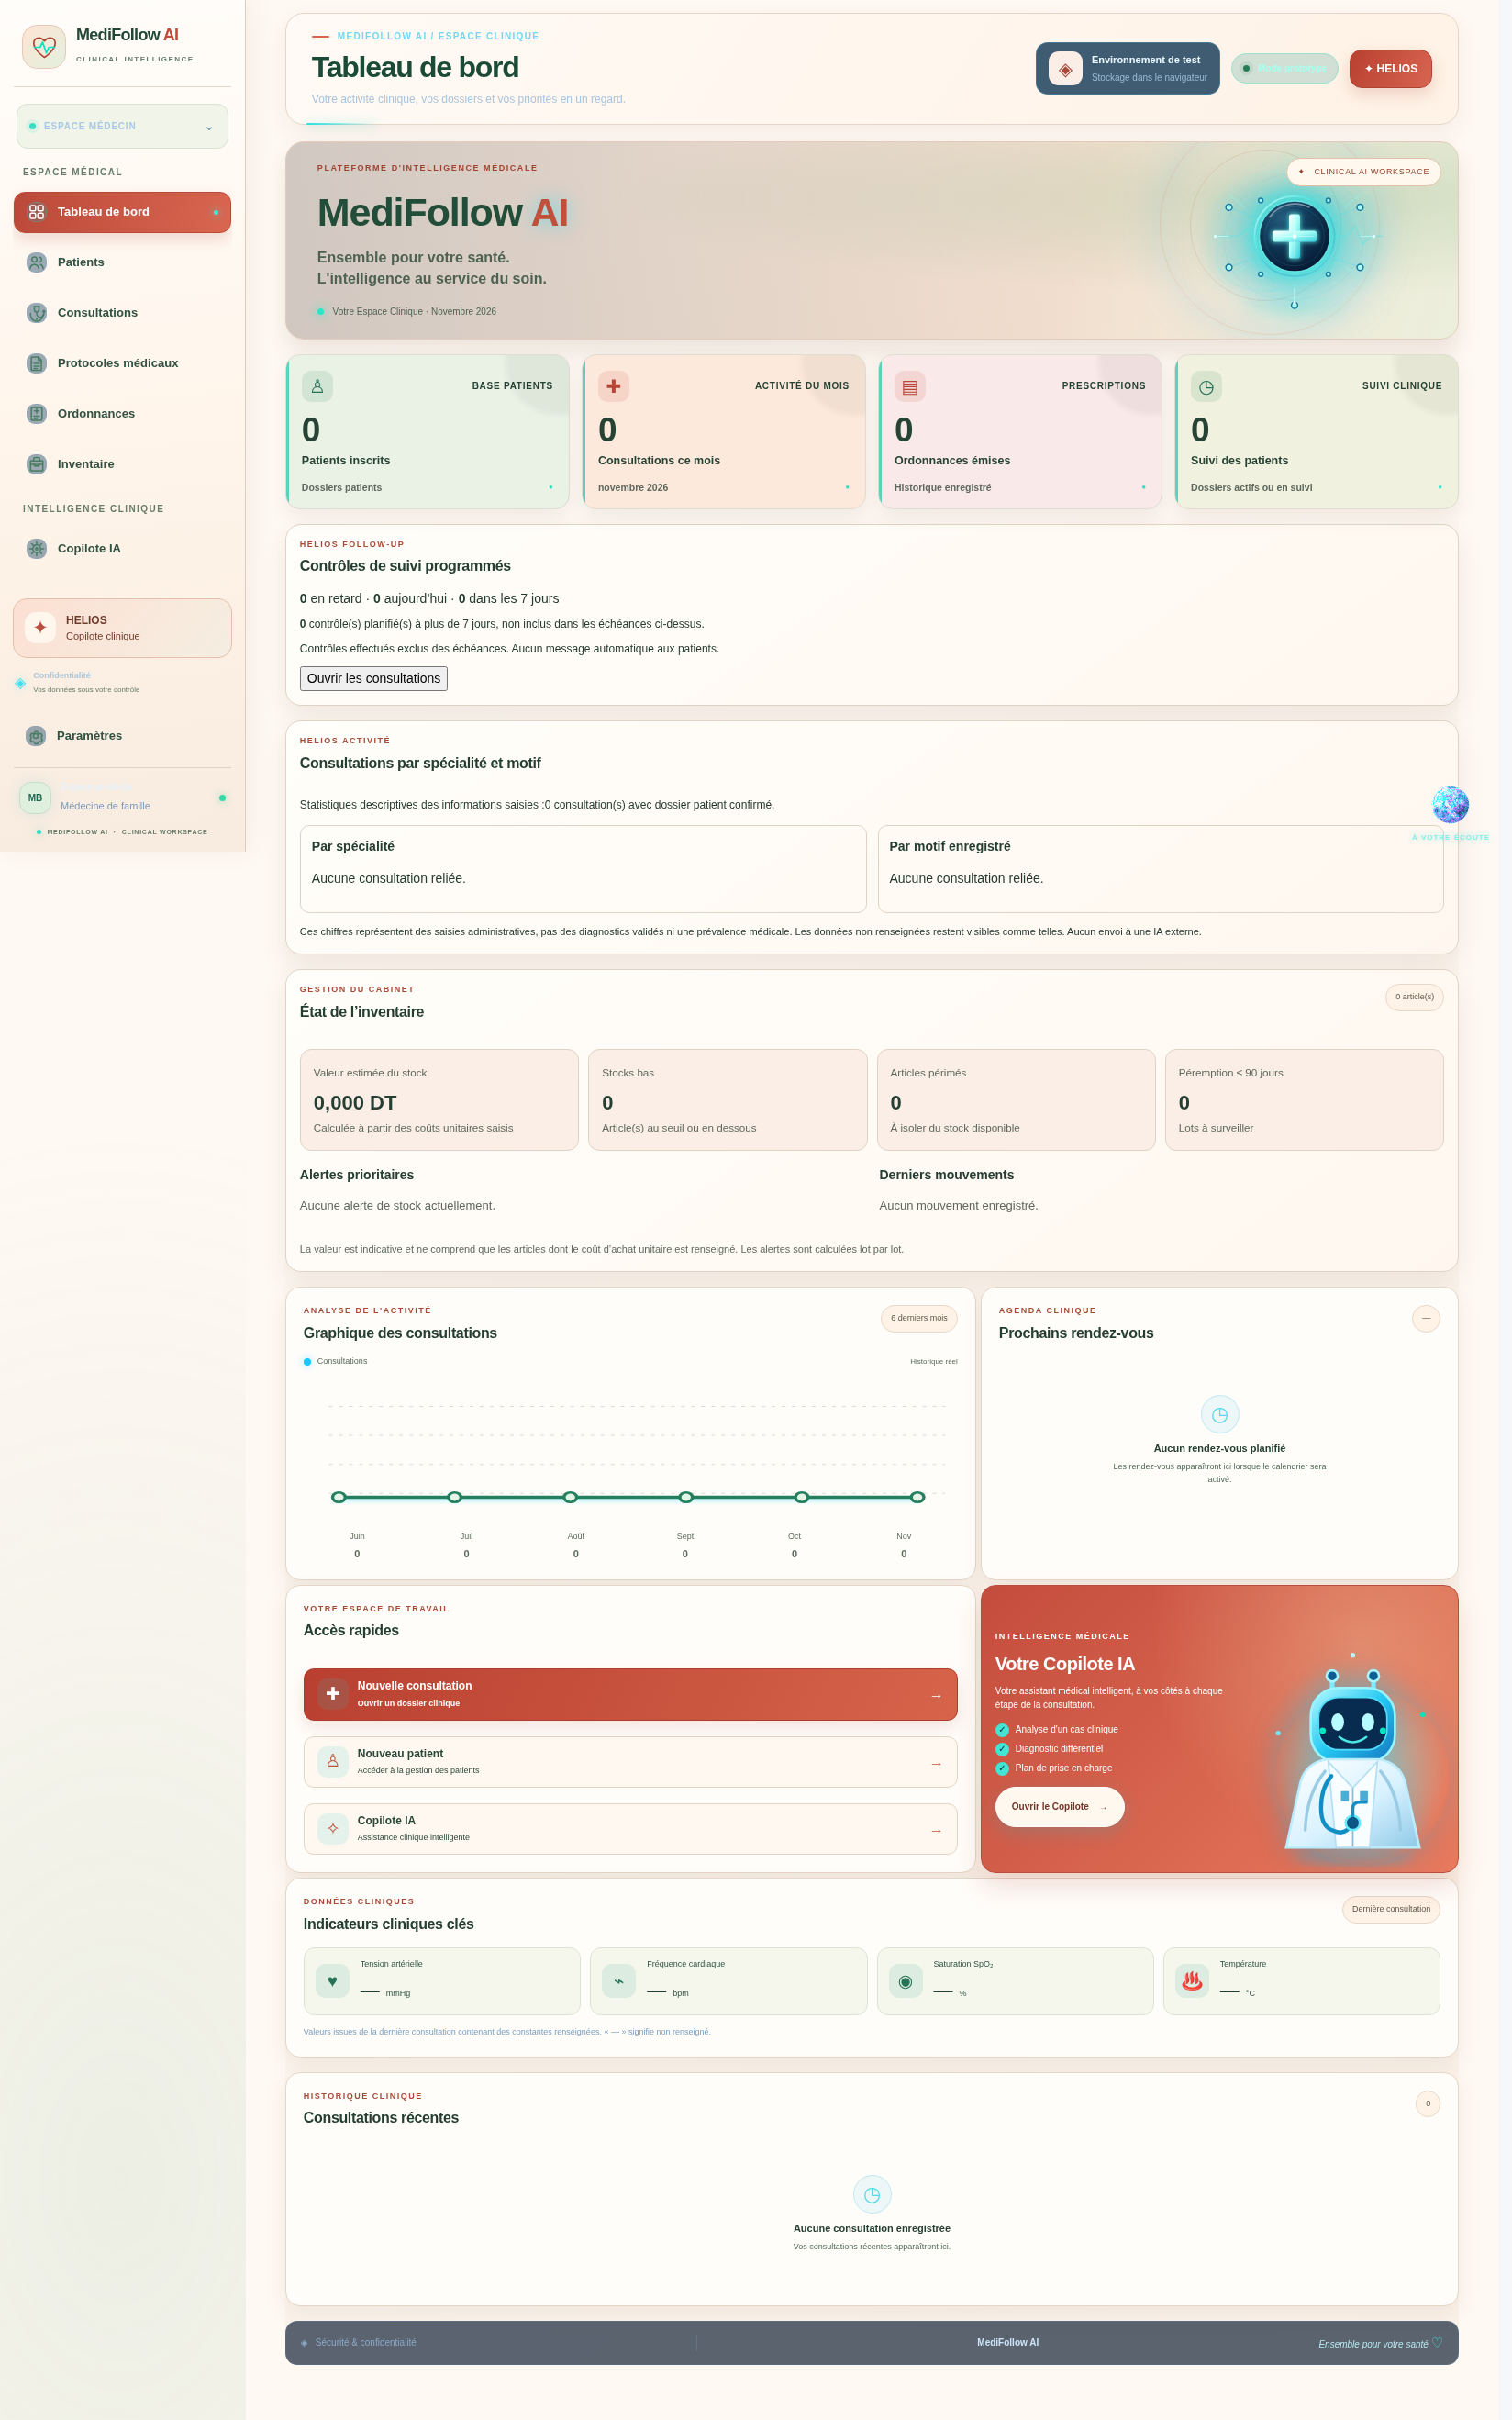 MediFollow AI
CLINICAL INTELLIGENCE
ESPACE MÉDECIN
ESPACE MÉDICAL
Tableau de bord
Patients
Consultations
Protocoles médicaux
Ordonnances
Inventaire
INTELLIGENCE CLINIQUE
Copilote IA
HELIOS
Copilote clinique
Confidentialité
Vos données sous votre contrôle
Paramètres
MB
Médecine de famille
MEDIFOLLOW AI · CLINICAL WORKSPACE
MEDIFOLLOW AI / ESPACE CLINIQUE
Tableau de bord
Votre activité clinique, vos dossiers et vos priorités en un regard.
Environnement de test
Stockage dans le navigateur
Mode prototype
✦ HELIOS
PLATEFORME D'INTELLIGENCE MÉDICALE
MediFollow AI
Ensemble pour votre santé.
L'intelligence au service du soin.
Votre Espace Clinique · Novembre 2026
✦ CLINICAL AI WORKSPACE
BASE PATIENTS
0
Patients inscrits
Dossiers patients
ACTIVITÉ DU MOIS
0
Consultations ce mois
novembre 2026
PRESCRIPTIONS
0
Ordonnances émises
Historique enregistré
SUIVI CLINIQUE
0
Suivi des patients
Dossiers actifs ou en suivi
HELIOS FOLLOW-UP
Contrôles de suivi programmés
0 en retard · 0 aujourd’hui · 0 dans les 7 jours
0 contrôle(s) planifié(s) à plus de 7 jours, non inclus dans les échéances ci-dessus.
Contrôles effectués exclus des échéances. Aucun message automatique aux patients.
Ouvrir les consultations
HELIOS ACTIVITÉ
Consultations par spécialité et motif
Statistiques descriptives des informations saisies :0 consultation(s) avec dossier patient confirmé.
Par spécialité
Aucune consultation reliée.
Par motif enregistré
Aucune consultation reliée.
À VOTRE ÉCOUTE
Ces chiffres représentent des saisies administratives, pas des diagnostics validés ni une prévalence médicale. Les données non renseignées restent visibles comme telles. Aucun envoi à une IA externe.
GESTION DU CABINET
État de l’inventaire
0 article(s)
Valeur estimée du stock
0,000 DT
Calculée à partir des coûts unitaires saisis
Stocks bas
0
Article(s) au seuil ou en dessous
Articles périmés
0
À isoler du stock disponible
Péremption ≤ 90 jours
0
Lots à surveiller
Alertes prioritaires
Aucune alerte de stock actuellement.
Derniers mouvements
Aucun mouvement enregistré.
La valeur est indicative et ne comprend que les articles dont le coût d’achat unitaire est renseigné. Les alertes sont calculées lot par lot.
ANALYSE DE L'ACTIVITÉ
Graphique des consultations
6 derniers mois
Consultations
Historique réel
Juin Juil Août Sept Oct Nov
0 0 0 0 0 0
AGENDA CLINIQUE
Prochains rendez-vous
—
Aucun rendez-vous planifié
Les rendez-vous apparaîtront ici lorsque le calendrier sera
activé.
VOTRE ESPACE DE TRAVAIL
Accès rapides
Nouvelle consultation
Ouvrir un dossier clinique
→
Nouveau patient
Accéder à la gestion des patients
→
Copilote IA
Assistance clinique intelligente
→
INTELLIGENCE MÉDICALE
Votre Copilote IA
Votre assistant médical intelligent, à vos côtés à chaque
étape de la consultation.
✓ Analyse d'un cas clinique
✓ Diagnostic différentiel
✓ Plan de prise en charge
Ouvrir le Copilote →
DONNÉES CLINIQUES
Indicateurs cliniques clés
Dernière consultation
Tension artérielle
— mmHg
Fréquence cardiaque
— bpm
Saturation SpO₂
— %
Température
— °C
Valeurs issues de la dernière consultation contenant des constantes renseignées. « — » signifie non renseigné.
HISTORIQUE CLINIQUE
Consultations récentes
0
Aucune consultation enregistrée
Vos consultations récentes apparaîtront ici.
Sécurité & confidentialité
MediFollow AI
Ensemble pour votre santé ♡